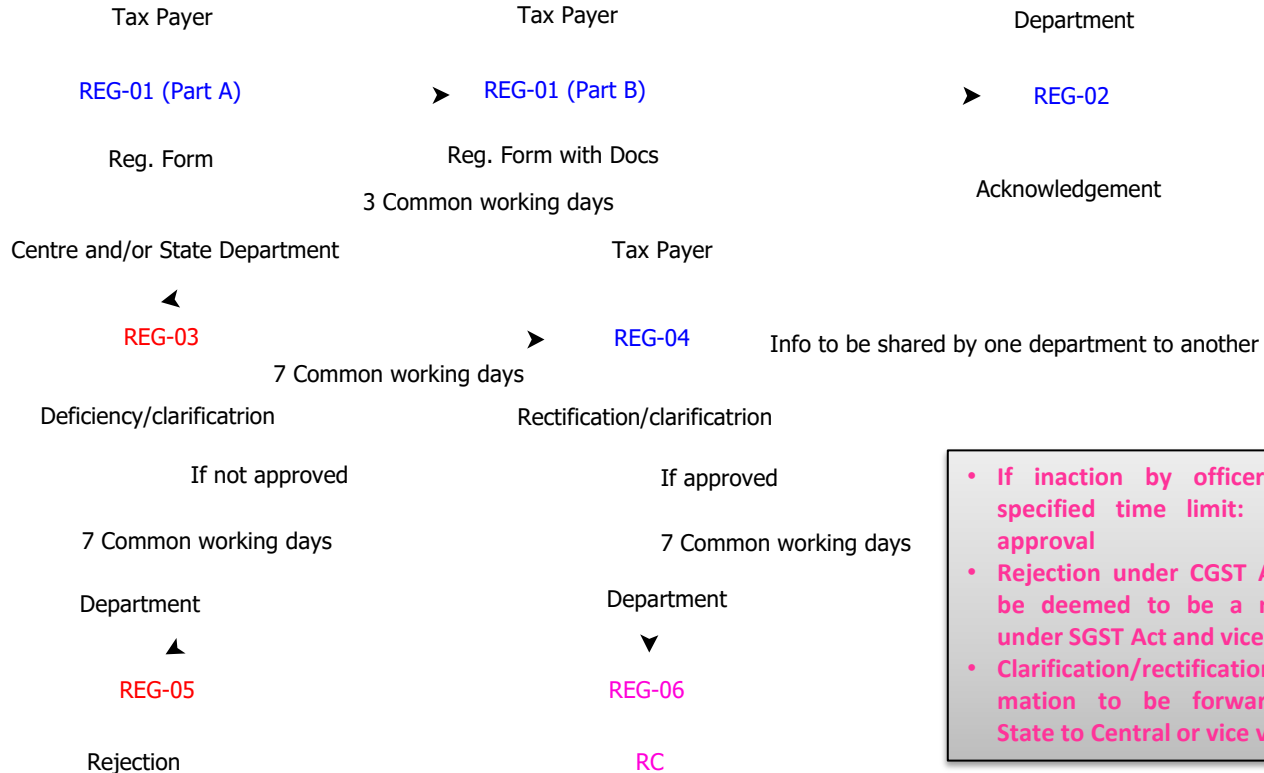 Tax Payer Tax Payer Department
REG-01 (Part A) REG-01 (Part B) REG-02
Reg. Form Reg. Form with Docs
Acknowledgement
3 Common working days
Centre and/or State Department Tax Payer
REG-03 REG-04 Info to be shared by one department to another
7 Common working days
Deficiency/clarificatrion Rectification/clarificatrion
If not approved If approved
7 Common working days 7 Common working days
Department Department
REG-05 REG-06
Rejection RC
• If inaction by officer
specified time limit:
approval
• Rejection under CGST
be deemed to be a
under SGST Act and vice
• Clarification/rectification
mation to be
State to Central or vice